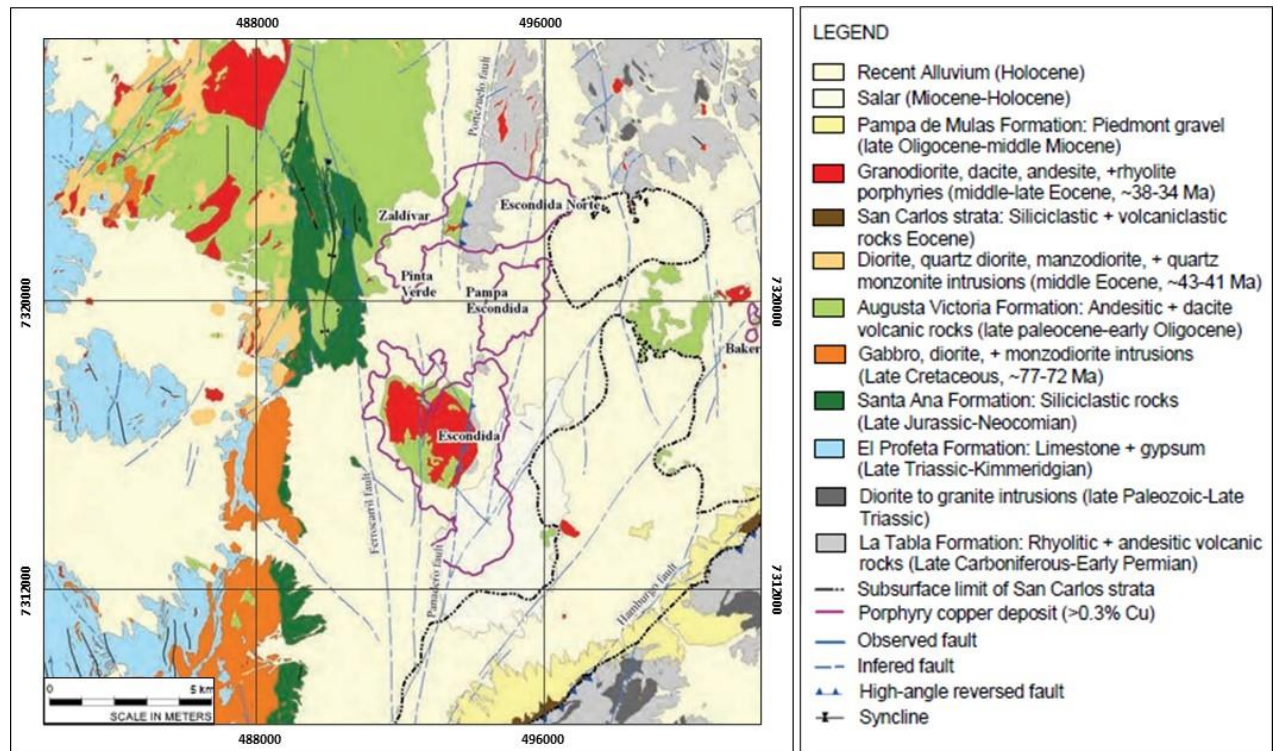 488000
496000
Portezuelo fault
Zaldívar
Escondida Norte
Pinta
Verde
Pampa
Escondida
7320000
7320000
Baker
Escondida
Ferrocarril fault
Panadero fault
Hamburgo fault
7312000
7312000
0
5 km
SCALE IN METERS
488000
496000
LEGEND
Recent Alluvium (Holocene)
Salar (Miocene-Holocene)
Pampa de Mulas Formation: Piedmont gravel
(late Oligocene-middle Miocene)
Granodiorite, dacite, andesite, +rhyolite
porphyries (middle-late Eocene, ~38-34 Ma)
San Carlos strata: Siliciclastic + volcaniclastic
rocks Eocene)
Diorite, quartz diorite, manzodiorite, + quartz
monzonite intrusions (middle Eocene, ~43-41 Ma)
Augusta Victoria Formation: Andesitic + dacite
volcanic rocks (late paleocene-early Oligocene)
Gabbro, diorite, + monzodiorite intrusions
(Late Cretaceous, ~77-72 Ma)
Santa Ana Formation: Siliciclastic rocks
(Late Jurassic-Neocomian)
El Profeta Formation: Limestone + gypsum
(Late Triassic-Kimmeridgian)
Diorite to granite intrusions (late Paleozoic-Late
Triassic)
La Tabla Formation: Rhyolitic + andesitic volcanic
rocks (Late Carboniferous-Early Permian)
Subsurface limit of San Carlos strata
Porphyry copper deposit (>0.3% Cu)
Observed fault
Infered fault
High-angle reversed fault
Syncline